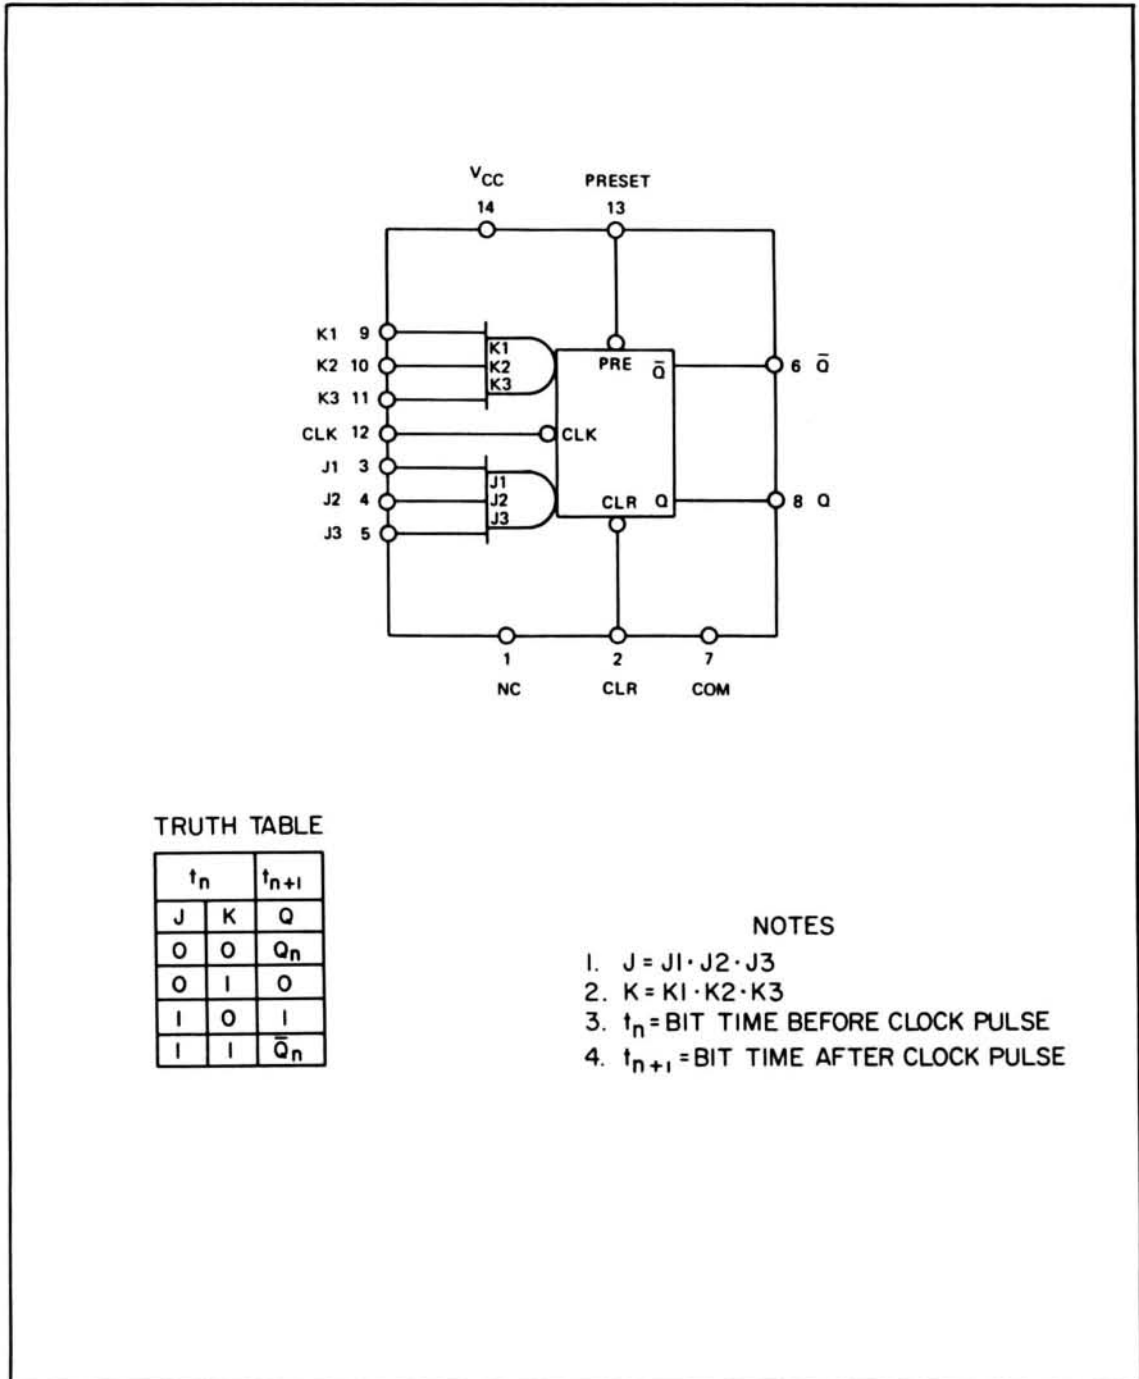 VCC PRESET
14 13
K1 9
K2 10
K3 11
CLK 12
J1 3
J2 4
J3 5
K1
K2
K3
PRE Q̄
CLK
J1
J2
J3
CLR Q
6 Q̄
8 Q
1 2 7
NC CLR COM
TRUTH TABLE
tn tn+1
J K Q
0 0 Qn
0 1 0
1 0 1
1 1 Q̄n
NOTES
1. J = J1·J2·J3
2. K = K1·K2·K3
3. tn = BIT TIME BEFORE CLOCK PULSE
4. tn+1 = BIT TIME AFTER CLOCK PULSE